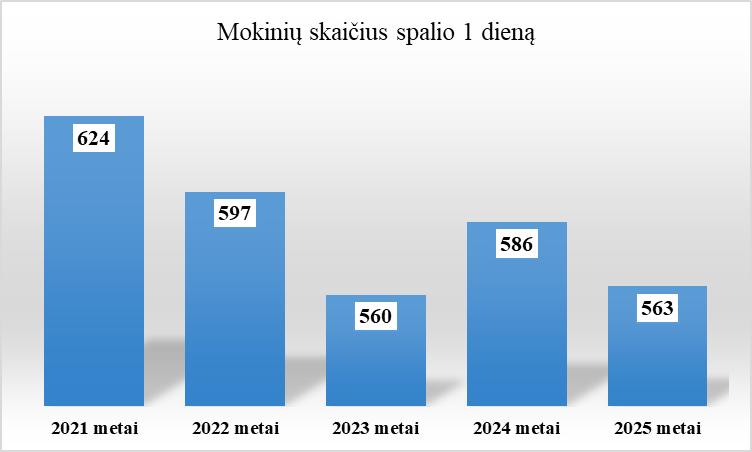 Mokinių skaičius spalio 1 dieną
624
597
560
586
563
2021 metai
2022 metai
2023 metai
2024 metai
2025 metai